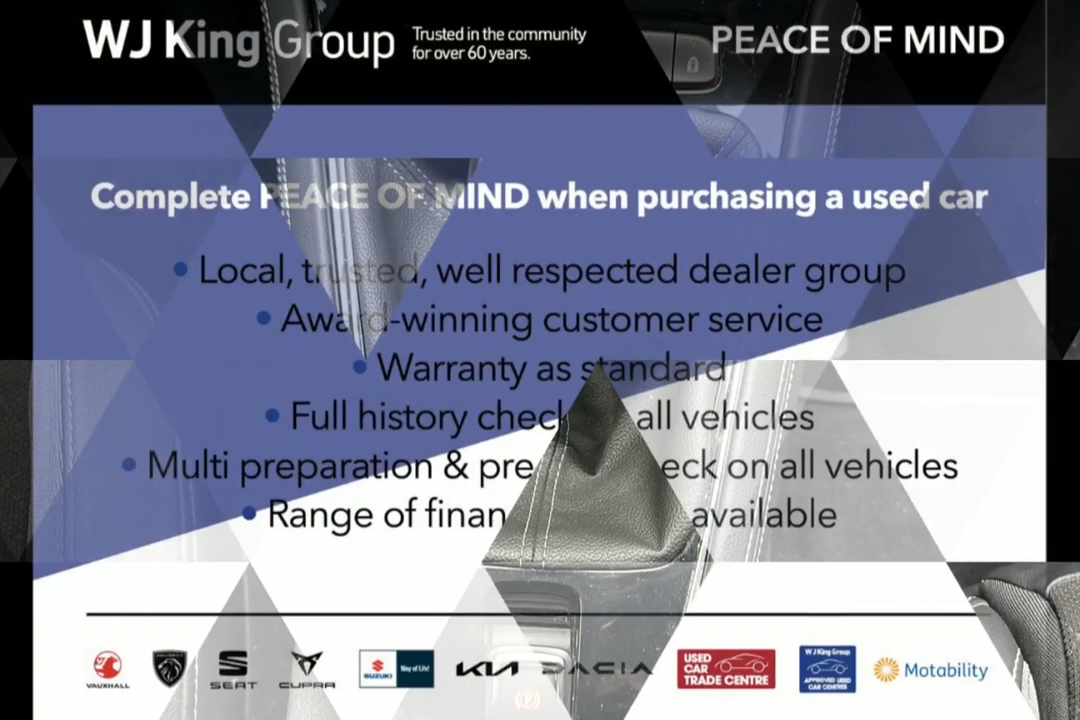 WJ King Group
Trusted in the community
for over 60 years.
PEACE OF MIND
Complete PEACE OF MIND when purchasing a used car
• Local, trusted, well respected dealer group
• Award-winning customer service
• Warranty as standard
• Full history check all vehicles
• Multi preparation & pre eck on all vehicles
• Range of finan available
VAUXHALL
PEUGEOT
SEAT
CUPRA
SUZUKI
Way of Life!
KIA
DACIA
USED
CAR
TRADE CENTRE
WJ King Group
APPROVED USED
CAR CENTRES
Motability